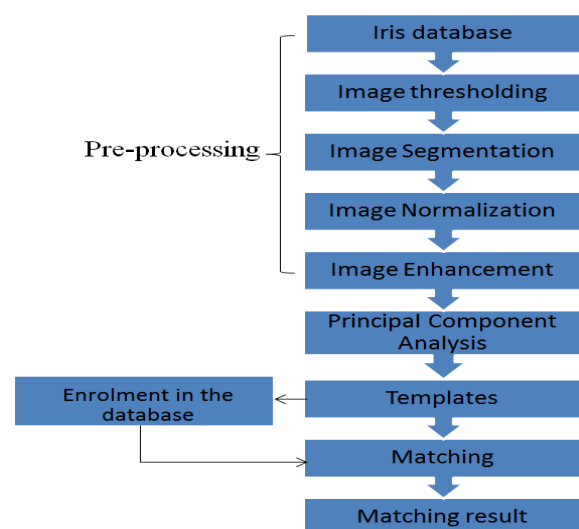 Iris database
Image thresholding
Pre-processing
Image Segmentation
Image Normalization
Image Enhancement
Principal Component
Analysis
Enrolment in the
database
Templates
Matching
Matching result